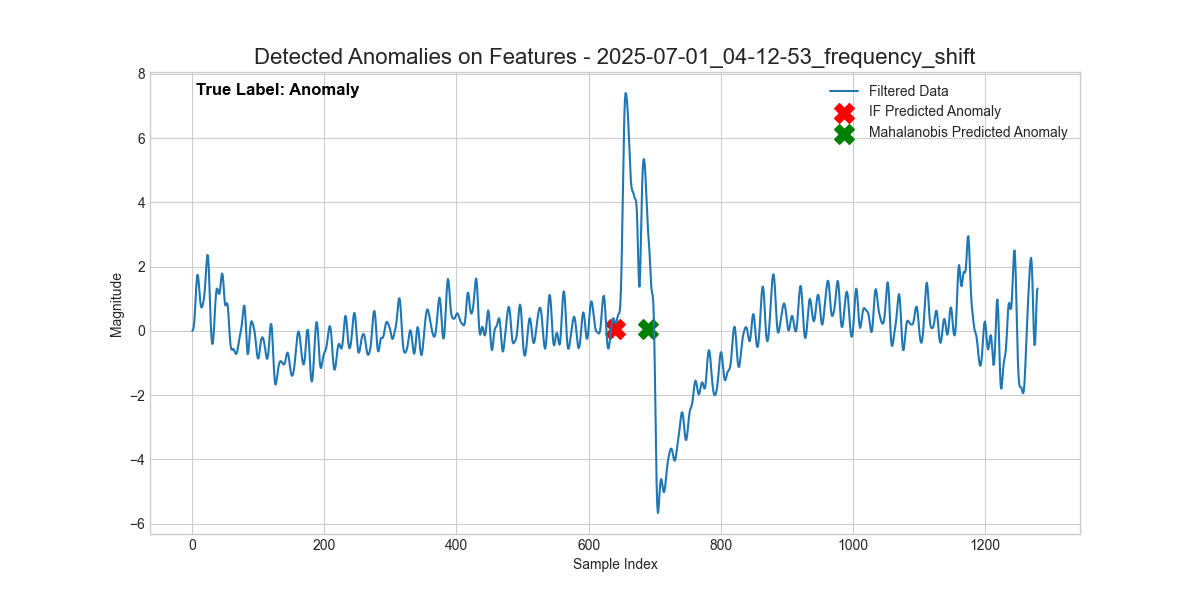 Detected Anomalies on Features - 2025-07-01_04-12-53_frequency_shift
True Label: Anomaly
Filtered Data
IF Predicted Anomaly
Mahalanobis Predicted Anomaly
Magnitude
8
6
4
2
0
−2
−4
−6
0 200 400 600 800 1000 1200
Sample Index